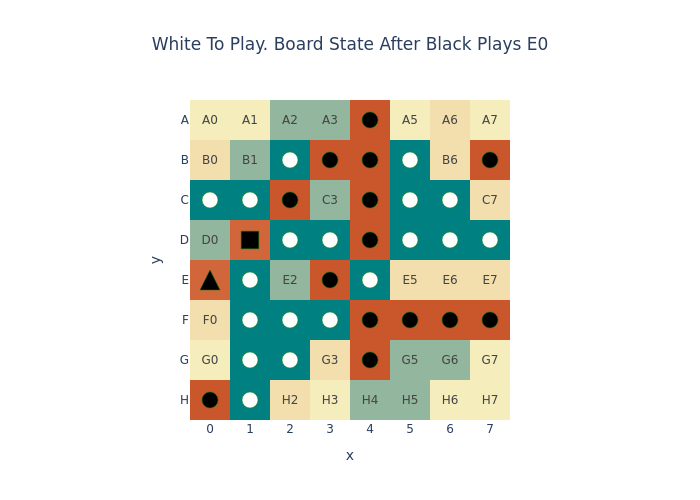 White To Play. Board State After Black Plays E0
A A0 A1 A2 A3 A5 A6 A7
B B0 B1 B6
C C3 C7
D D0
E E2 E5 E6 E7
F F0
G G0 G3 G5 G6 G7
H H2 H3 H4 H5 H6 H7
0 1 2 3 4 5 6 7
x
y